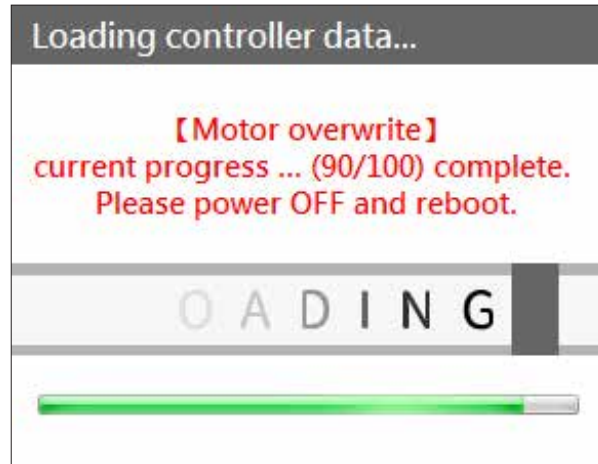 Loading controller data...
【Motor overwrite】
current progress ... (90/100) complete.
Please power OFF and reboot.
OADING